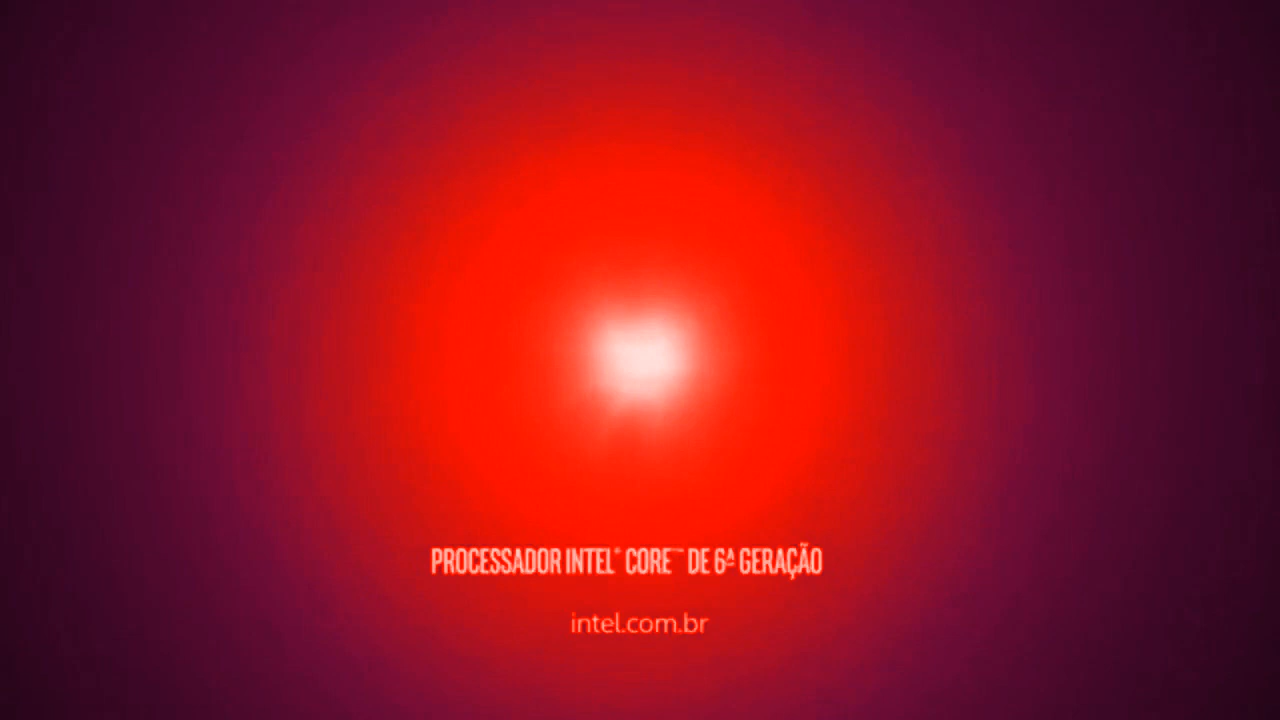 PROCESSADOR INTEL® CORE™ DE 6ª GERAÇÃO
intel.com.br